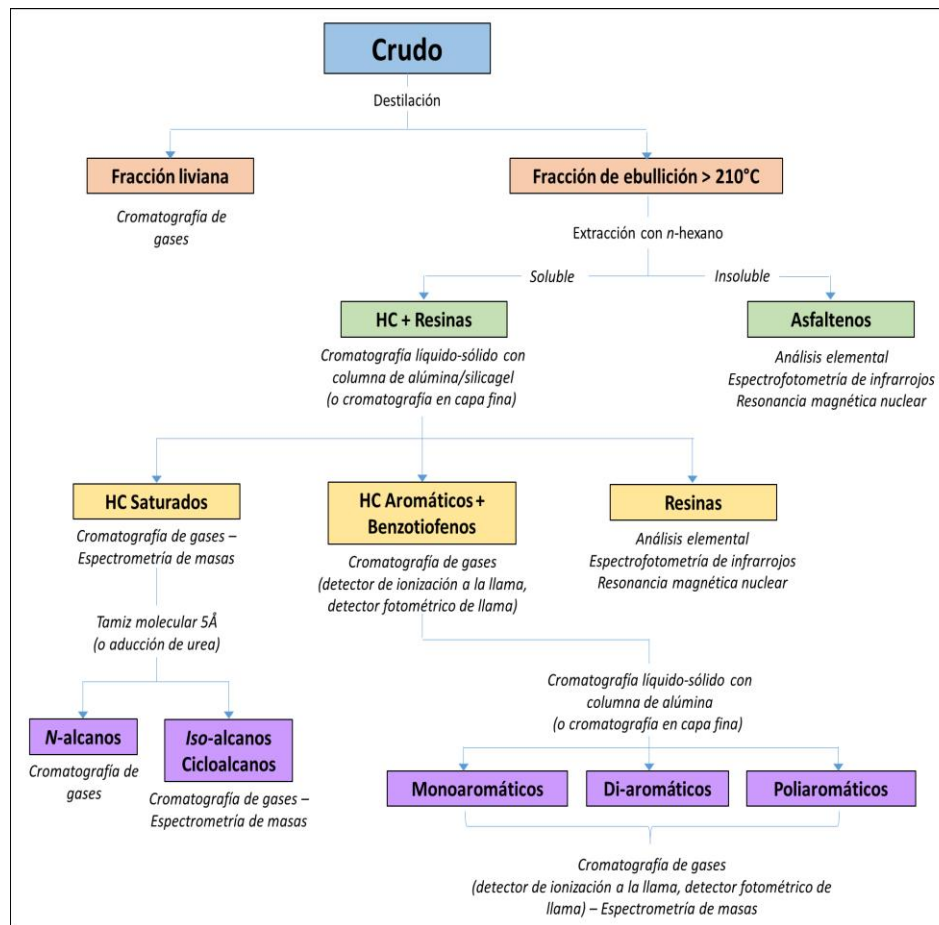 Crudo
Destilación
Fracción liviana
Cromatografía de
gases
Fracción de ebullición > 210°C
Extracción con n-hexano
Soluble
Insoluble
HC + Resinas
Cromatografía líquido-sólido con
columna de alúmina/silicagel
(o cromatografía en capa fina)
Asfaltenos
Análisis elemental
Espectrofotometría de infrarrojos
Resonancia magnética nuclear
HC Saturados
Cromatografía de gases –
Espectrometría de masas
Tamiz molecular 5Å
(o aducción de urea)
HC Aromáticos +
Benzotiofenos
Cromatografía de gases
(detector de ionización a la llama,
detector fotométrico de llama)
Resinas
Análisis elemental
Espectrofotometría de infrarrojos
Resonancia magnética nuclear
N-alcanos
Cromatografía de
gases
Iso-alcanos
Cicloalcanos
Cromatografía de gases –
Espectrometría de masas
Cromatografía líquido-sólido con
columna de alúmina
(o cromatografía en capa fina)
Monoaromáticos
Di-aromáticos
Poliaromáticos
Cromatografía de gases
(detector de ionización a la llama, detector fotométrico de
llama) – Espectrometría de masas